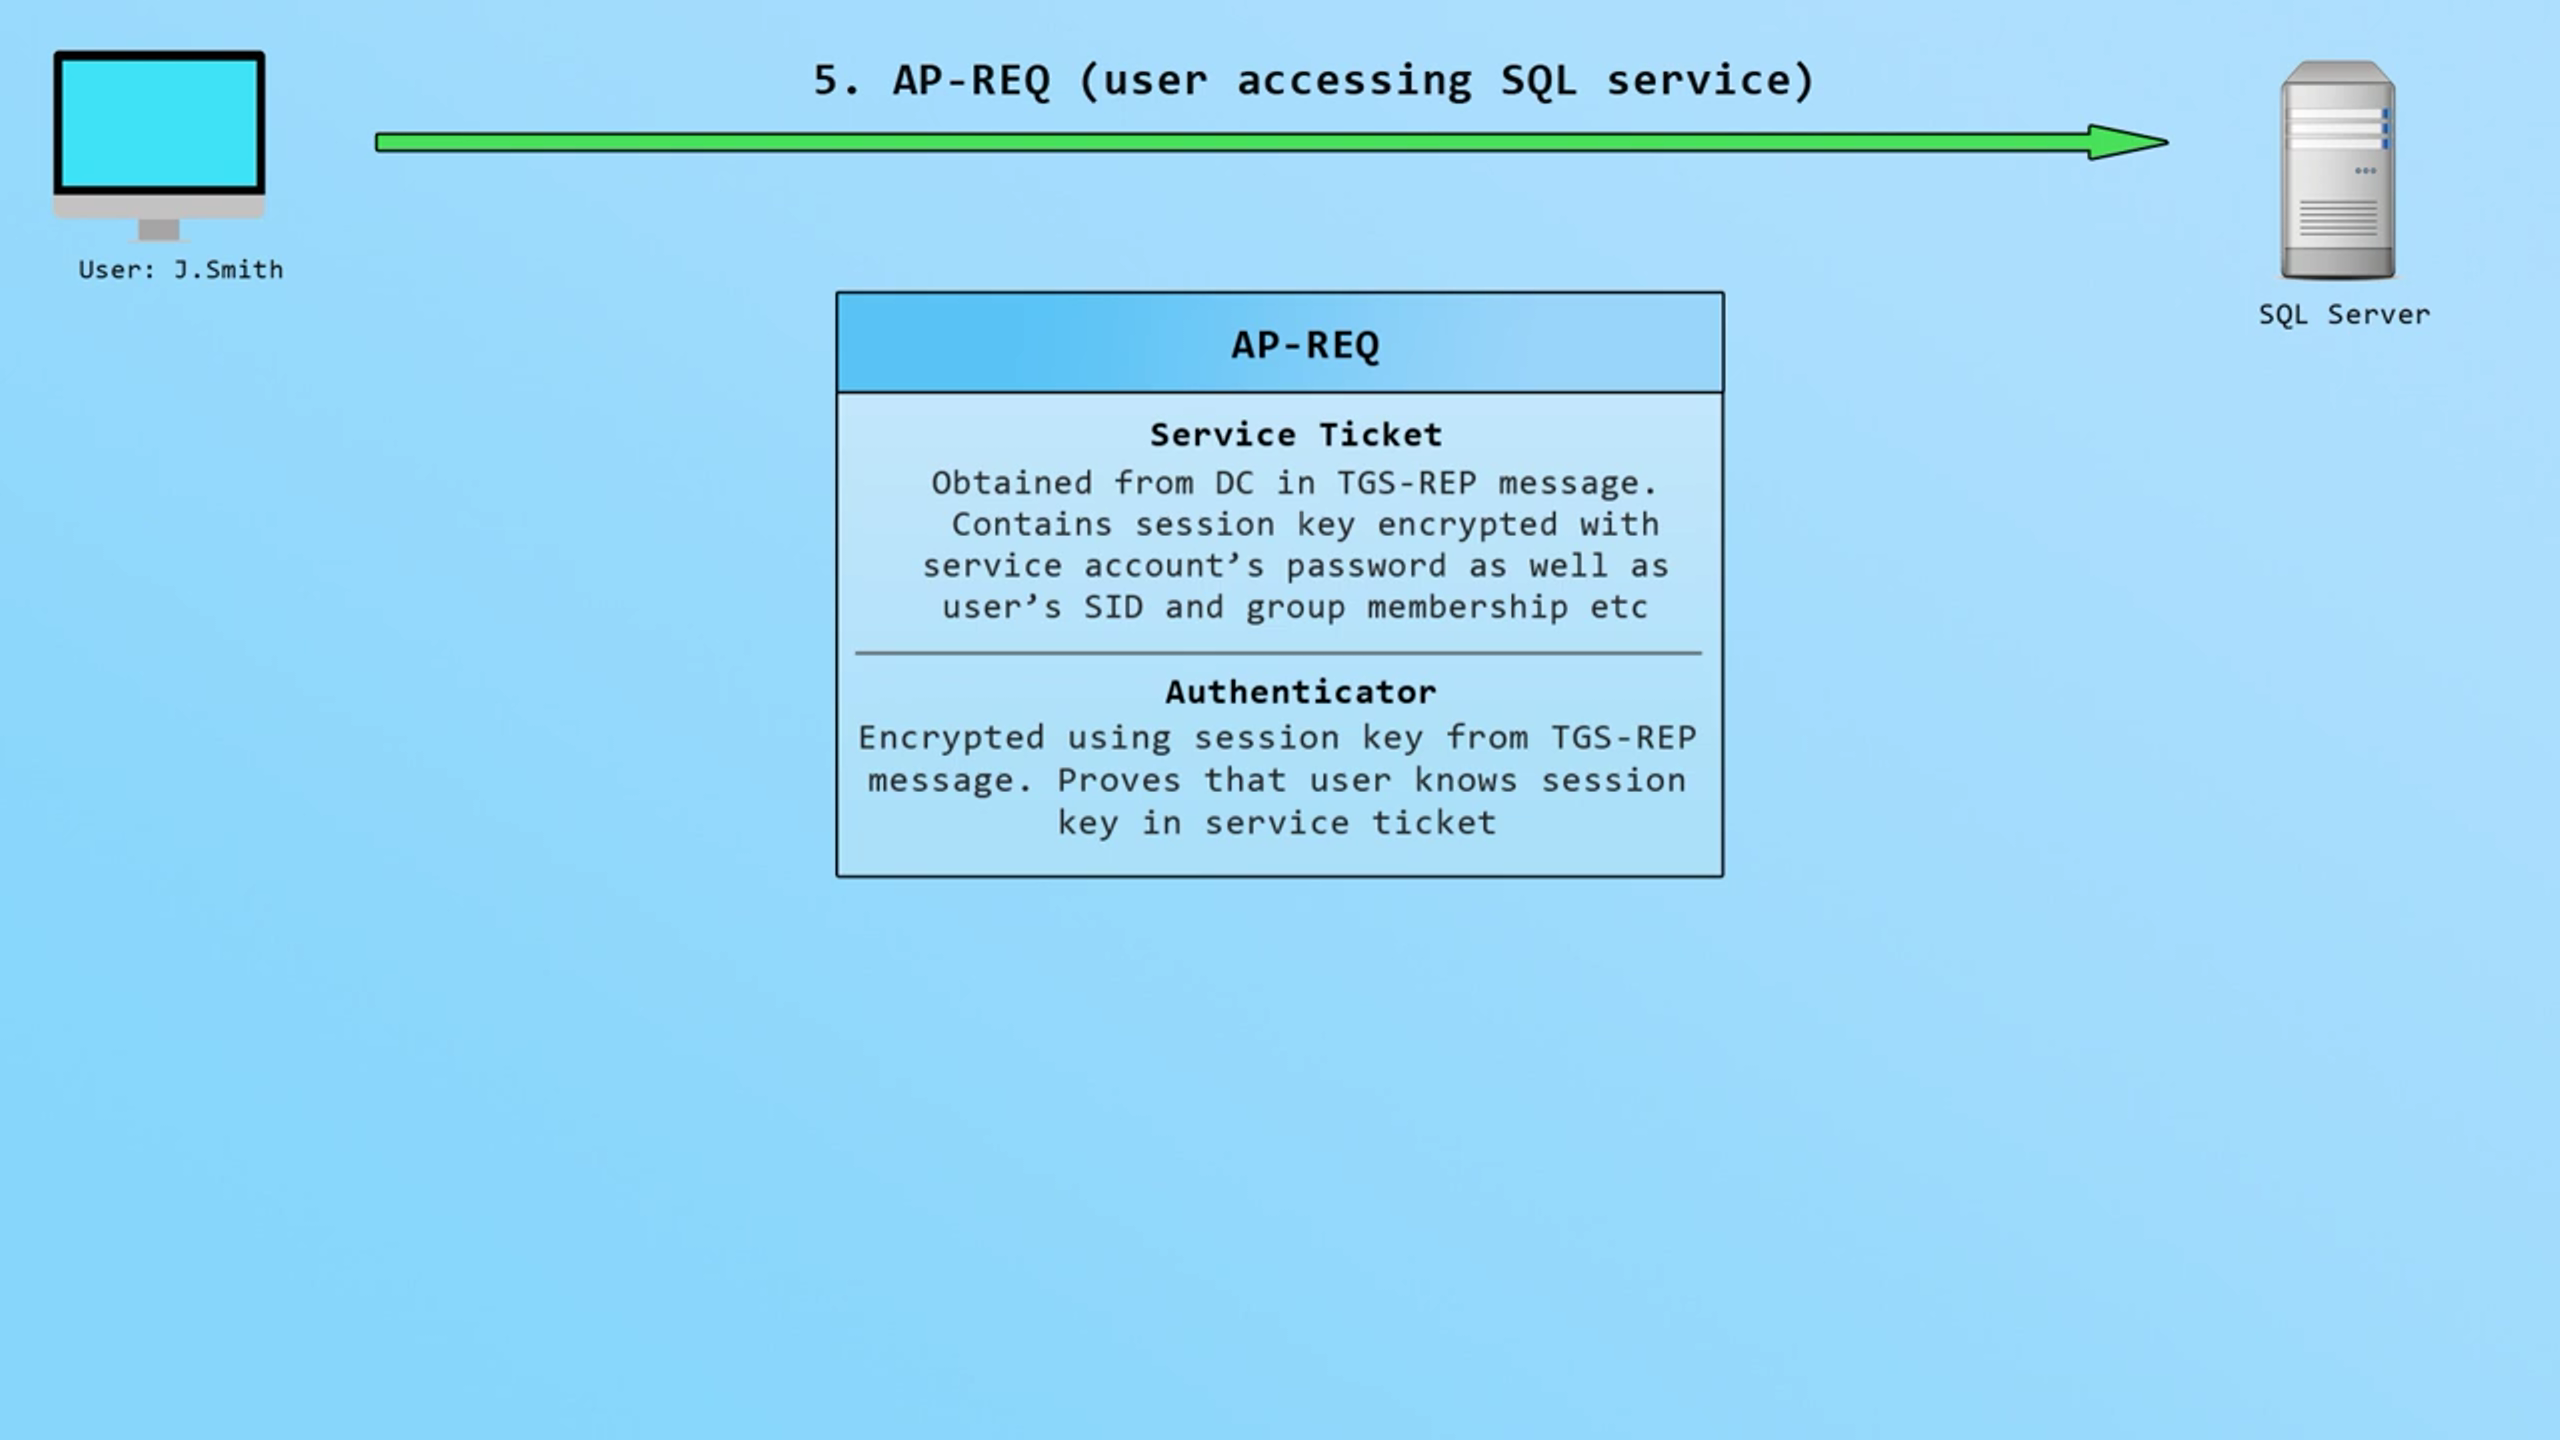 5. AP-REQ (user accessing SQL service)
User: J.Smith
SQL Server
AP-REQ
Service Ticket
Obtained from DC in TGS-REP message.
Contains session key encrypted with
service account’s password as well as
user’s SID and group membership etc
Authenticator
Encrypted using session key from TGS-REP
message. Proves that user knows session
key in service ticket